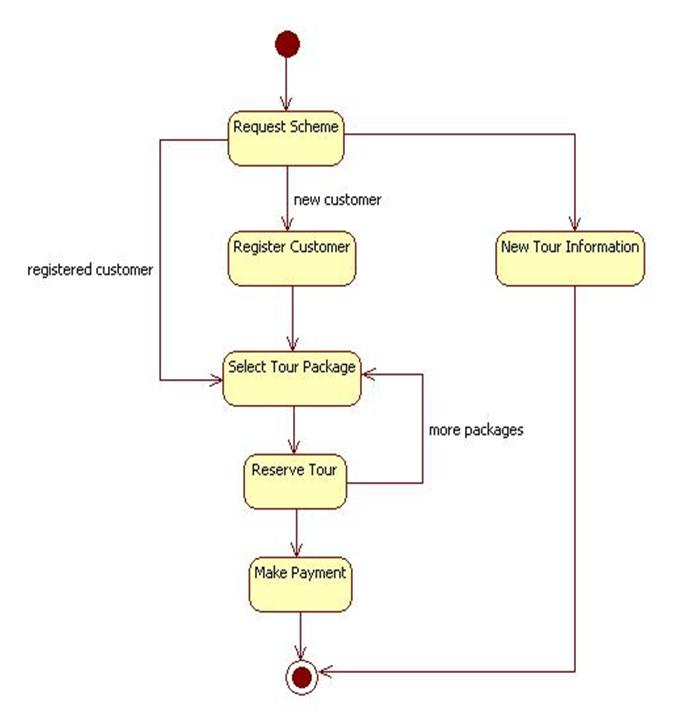 Request Scheme
new customer
Register Customer
New Tour Information
registered customer
Select Tour Package
more packages
Reserve Tour
Make Payment